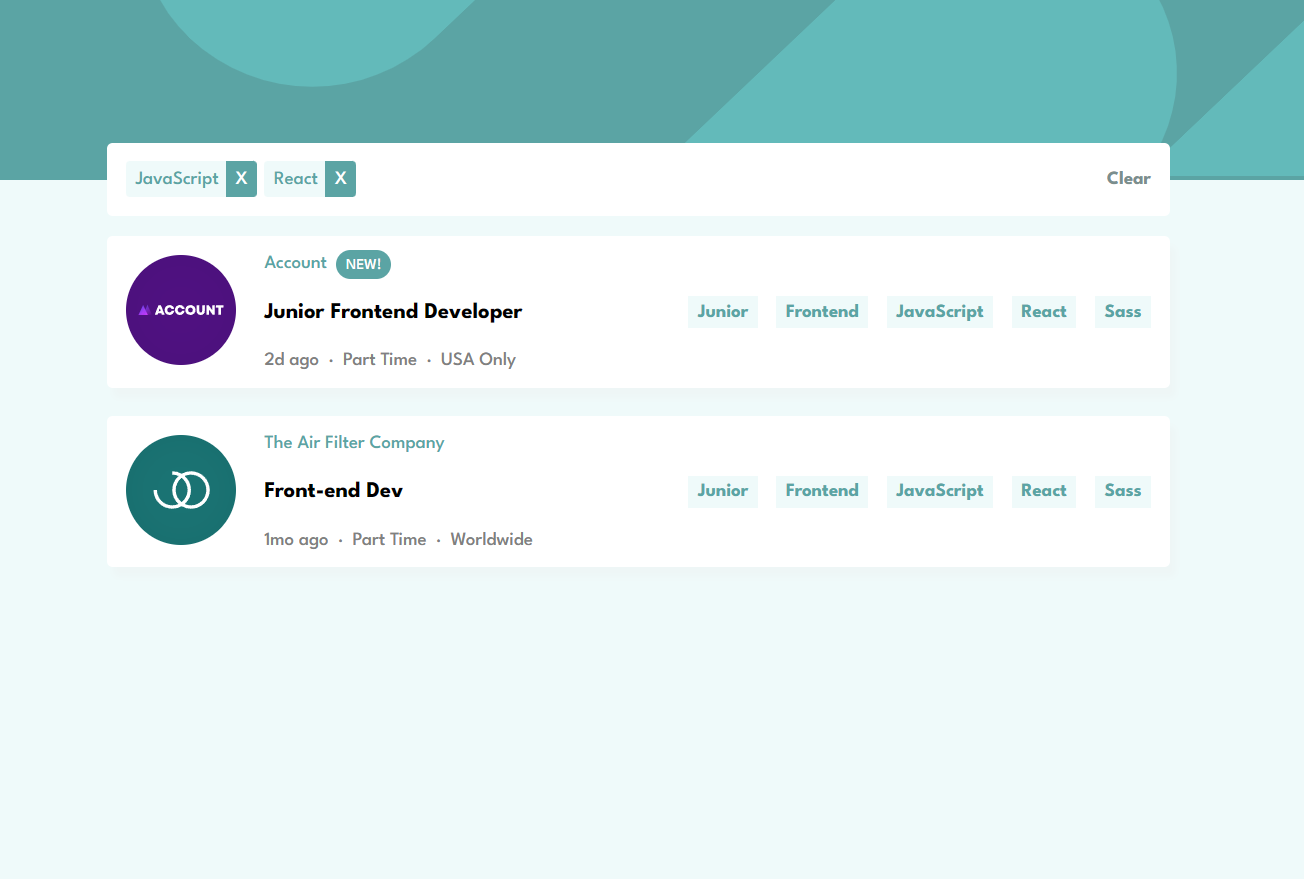 JavaScript X React X Clear
Account NEW!
ACCOUNT
Junior Frontend Developer
Junior Frontend JavaScript React Sass
2d ago · Part Time · USA Only
The Air Filter Company
Front-end Dev
Junior Frontend JavaScript React Sass
1mo ago · Part Time · Worldwide